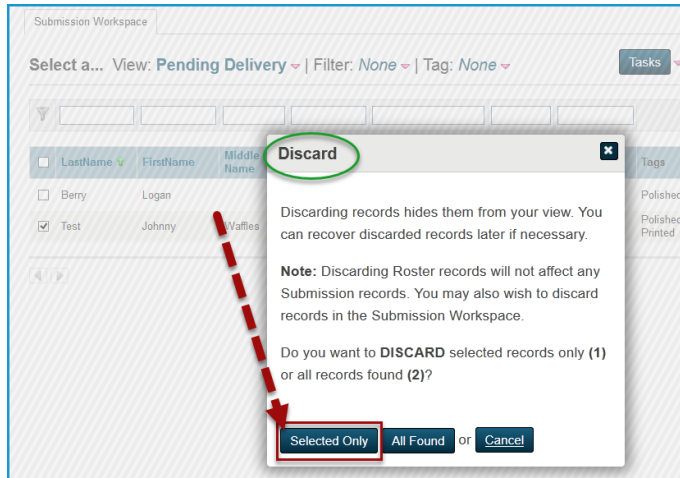 Submission Workspace
Select a... View: Pending Delivery | Filter: None | Tag: None
Tasks
LastName FirstName Middle Name Tags
Berry Logan Polished
Test Johnny Waffles Polished Printed
Discard
Discarding records hides them from your view. You
can recover discarded records later if necessary.
Note: Discarding Roster records will not affect any
Submission records. You may also wish to discard
records in the Submission Workspace.
Do you want to DISCARD selected records only (1)
or all records found (2)?
Selected Only All Found or Cancel